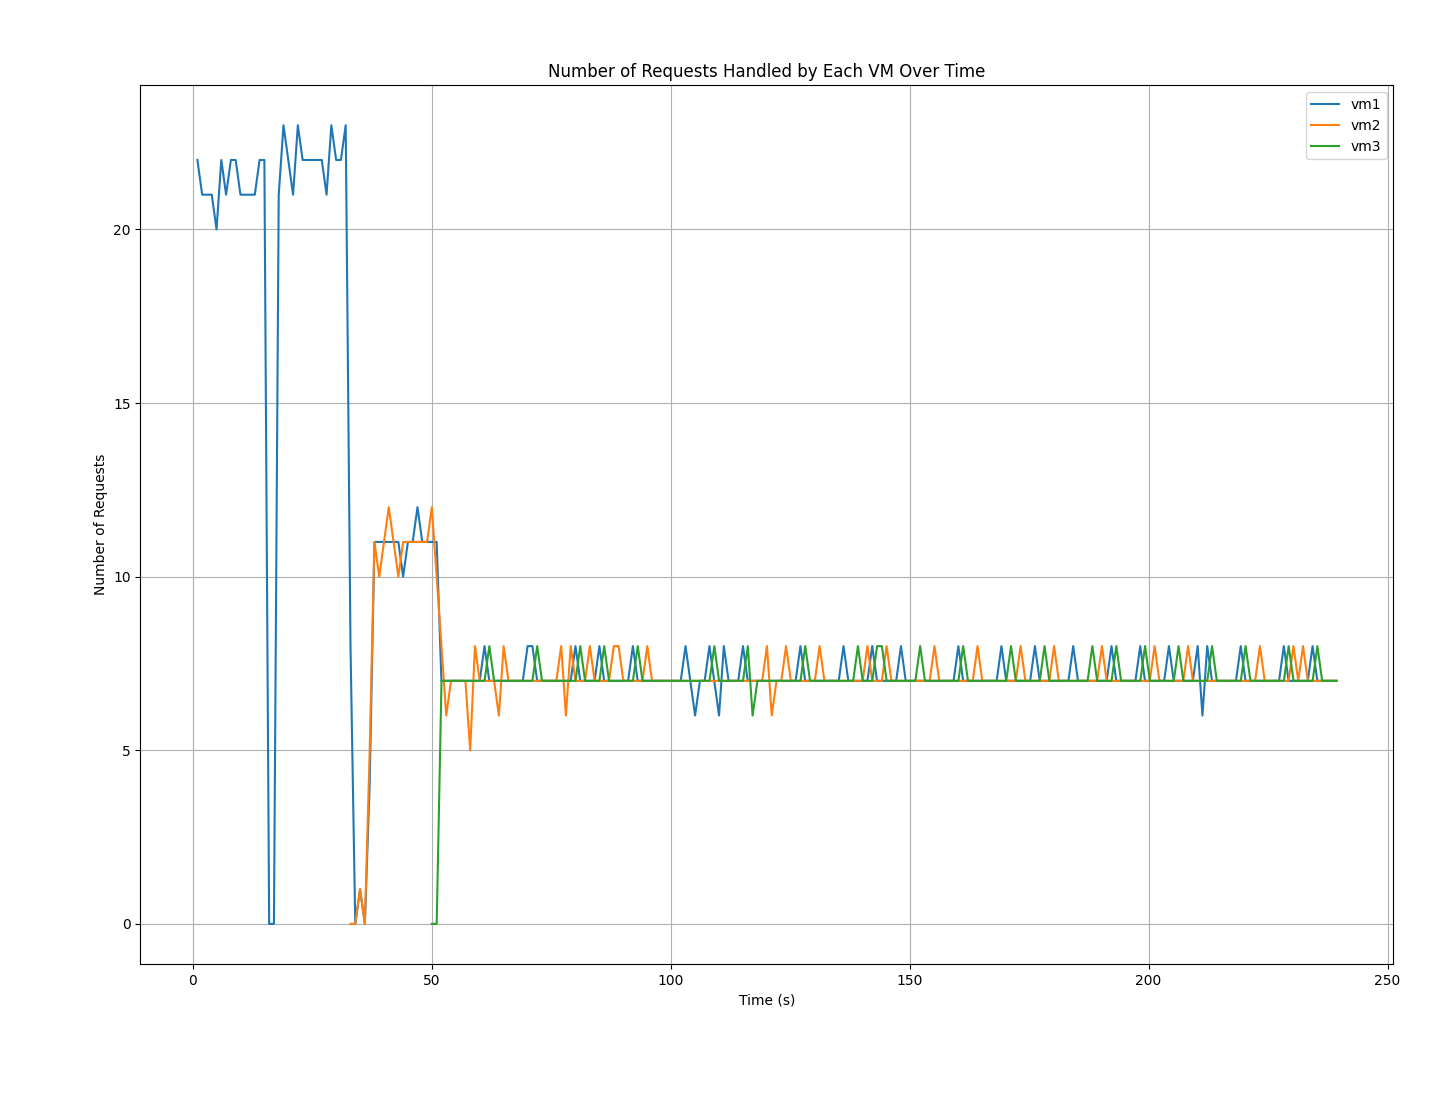 Number of Requests Handled by Each VM Over Time
vm1
vm2
vm3
Number of Requests
20
15
10
5
0
0
50
100
150
200
250
Time (s)